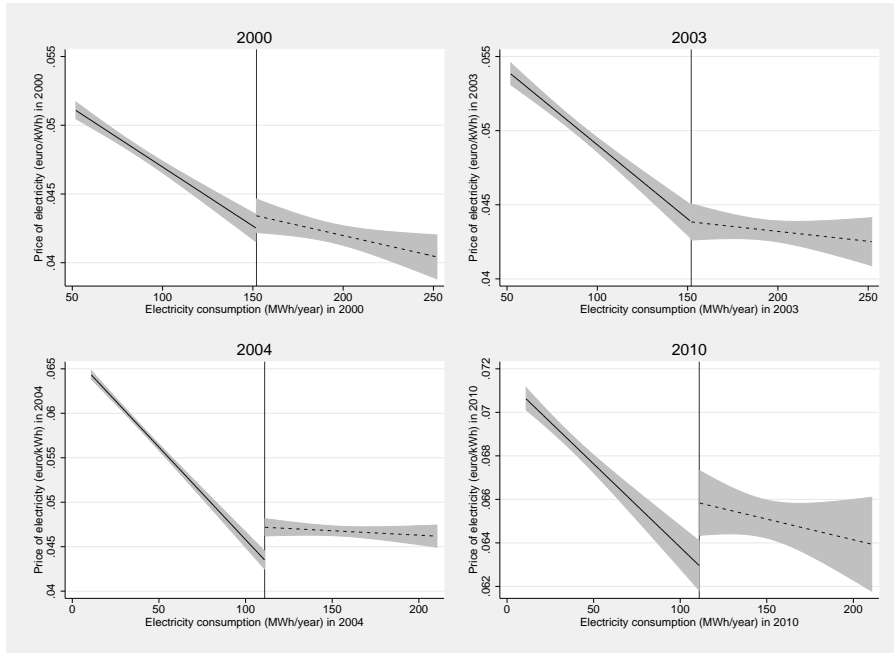 2000
Price of electricity (euro/kWh) in 2000
.055
.05
.045
.04
50 100 150 200 250
Electricity consumption (MWh/year) in 2000
2003
Price of electricity (euro/kWh) in 2003
.055
.05
.045
.04
50 100 150 200 250
Electricity consumption (MWh/year) in 2003
2004
Price of electricity (euro/kWh) in 2004
.065
.06
.055
.05
.045
.04
0 50 100 150 200
Electricity consumption (MWh/year) in 2004
2010
Price of electricity (euro/kWh) in 2010
.072
.07
.068
.066
.064
.062
0 50 100 150 200
Electricity consumption (MWh/year) in 2010